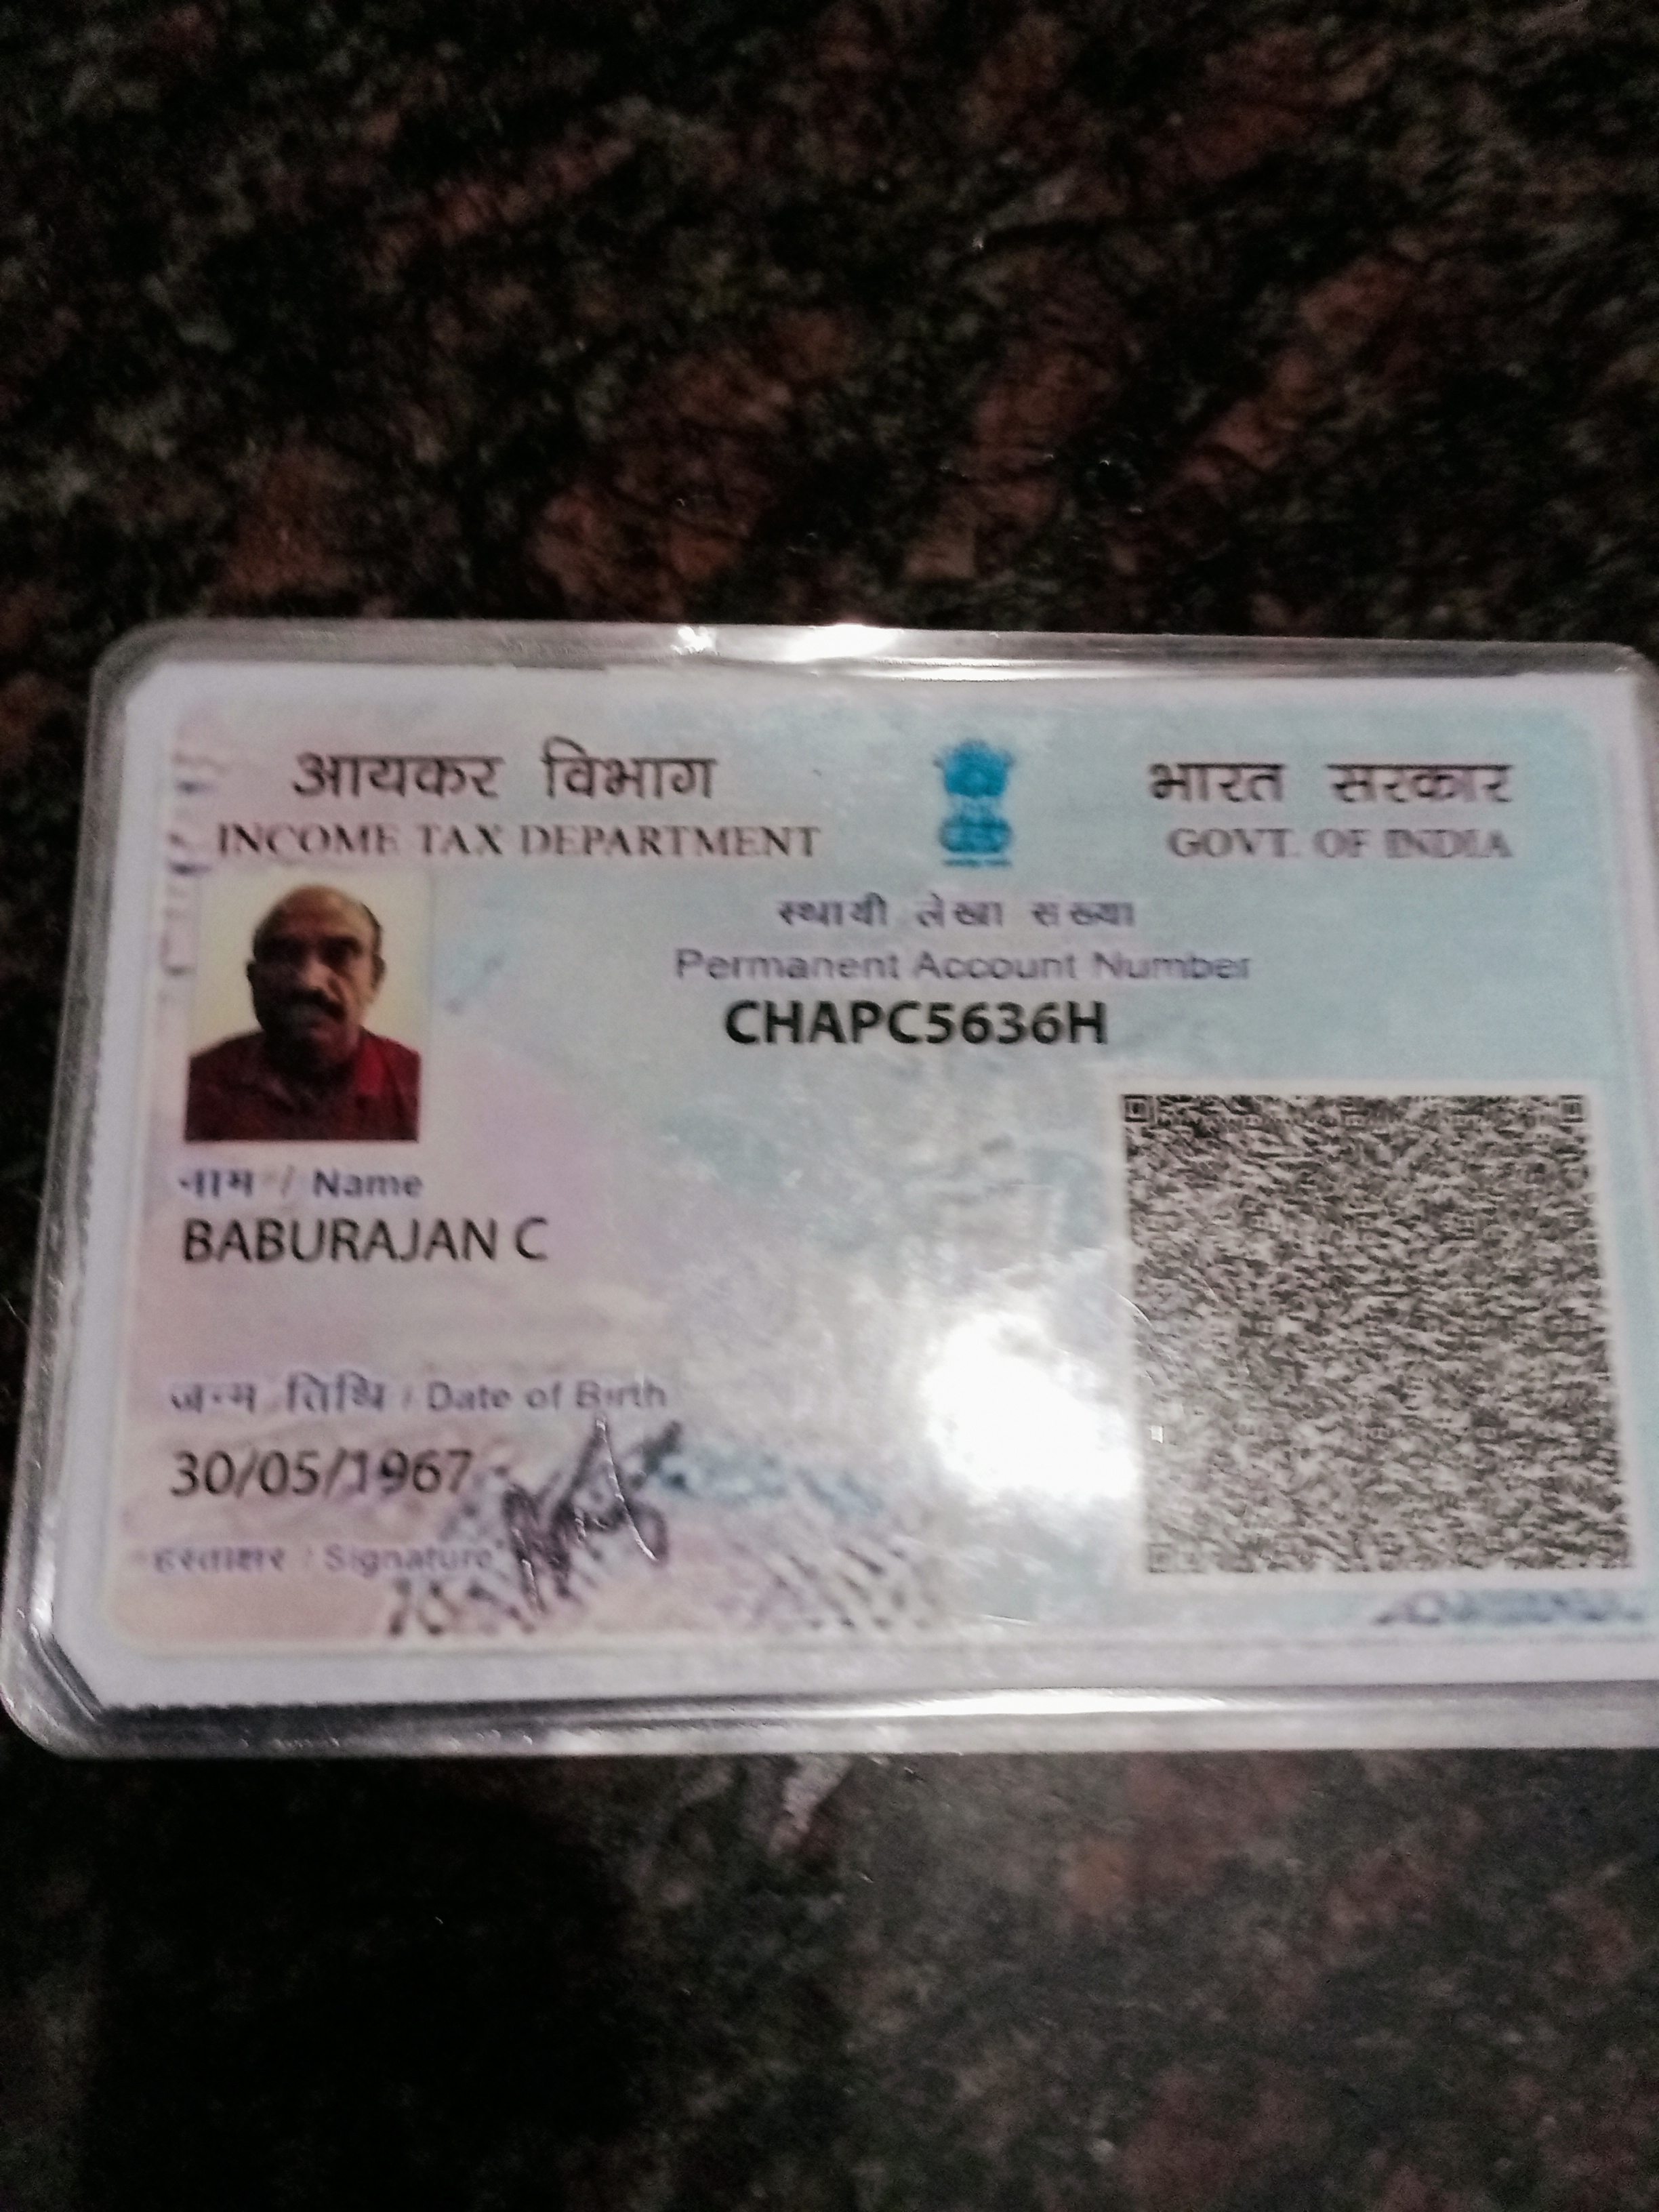 आयकर विभाग
INCOME TAX DEPARTMENT
भारत सरकार
GOVT. OF INDIA
स्थायी लेखा संख्या
Permanent Account Number
CHAPC5636H
नाम / Name
BABURAJAN C
जन्म तिथि / Date of Birth
30/05/1967
हस्ताक्षर / Signature